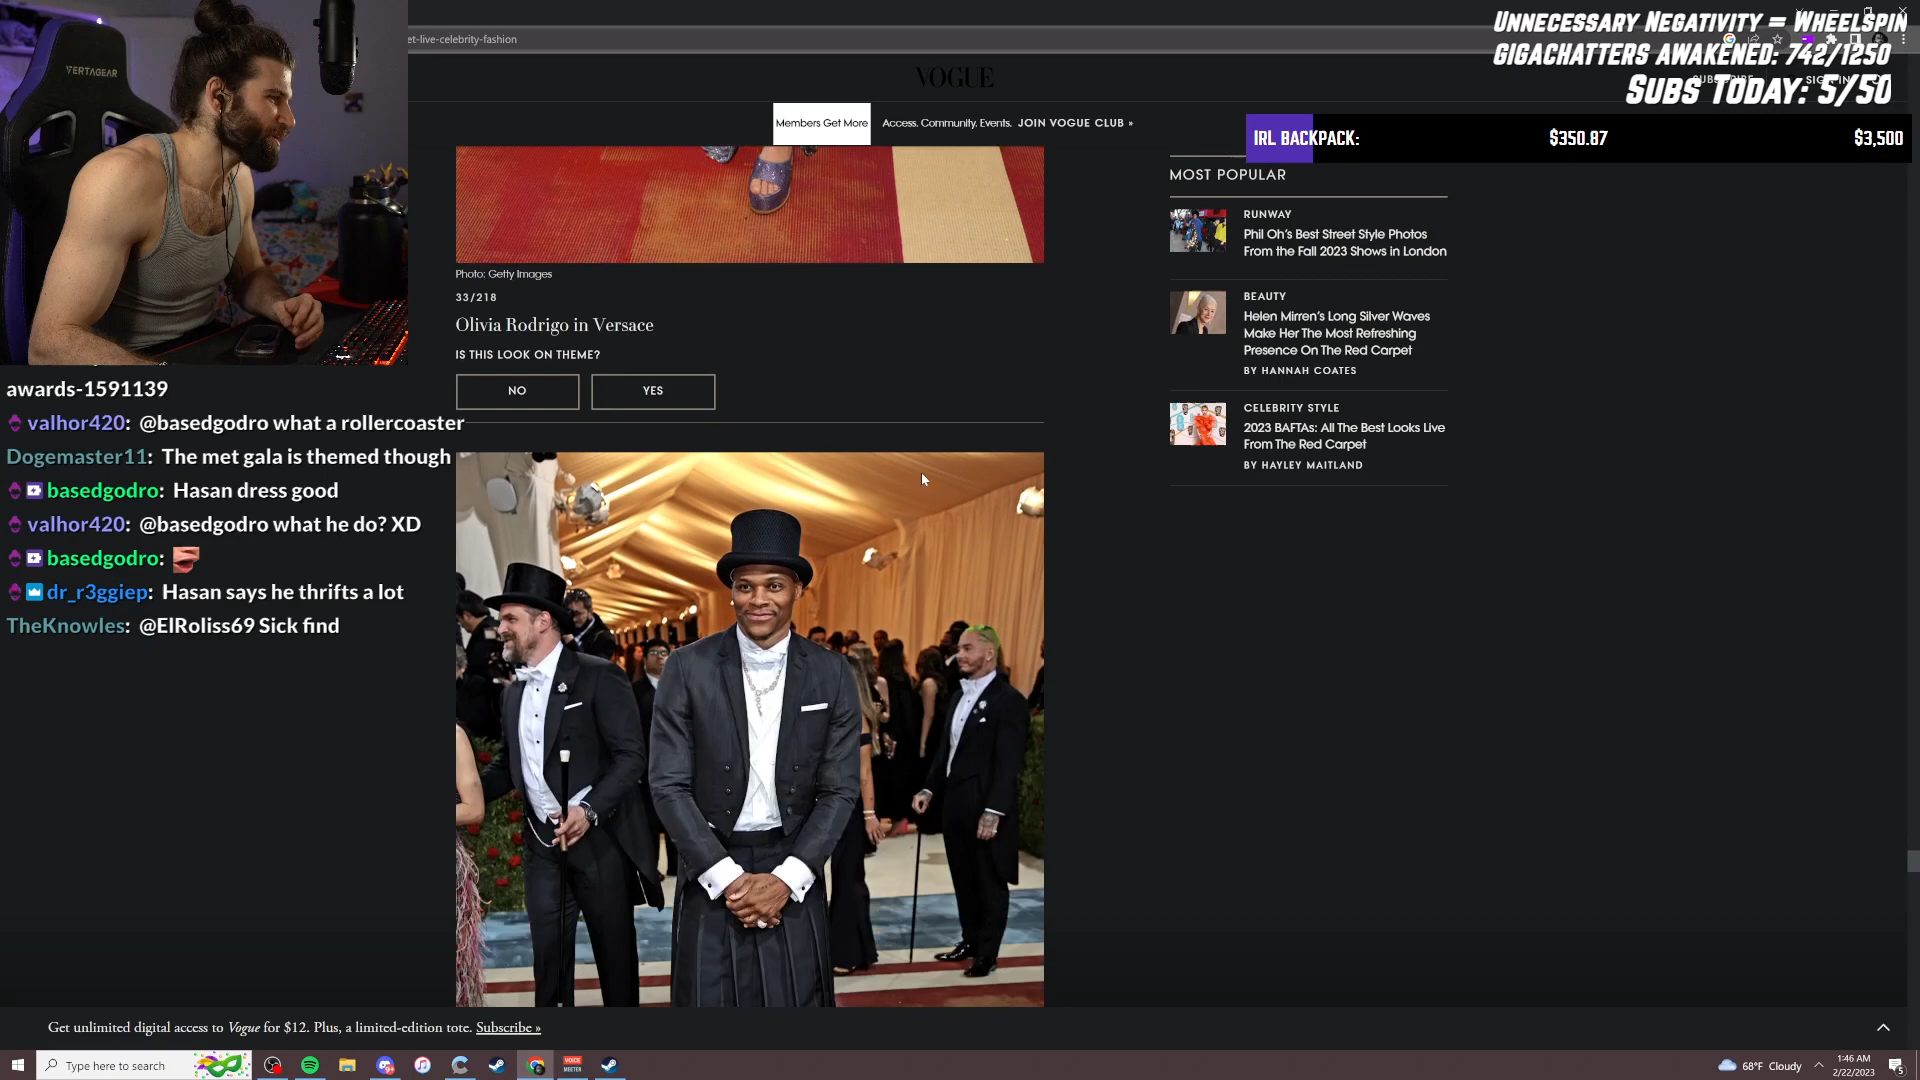 et-live-celebrity-fashion
UNNECESSARY NEGATIVITY = WHEELSPIN
GIGACHATTERS AWAKENED: 742/1250
SUBS TODAY: 5/50
IRL BACKPACK: $350.87 $3,500
VERTAGEAR
VOGUE
SUBSCRIBE
SIGN IN
Members Get More
Access. Community. Events. JOIN VOGUE CLUB »
Photo: Getty Images
33/218
Olivia Rodrigo in Versace
IS THIS LOOK ON THEME?
NO YES
MOST POPULAR
RUNWAY
Phil Oh's Best Street Style Photos
From the Fall 2023 Shows in London
BEAUTY
Helen Mirren's Long Silver Waves
Make Her The Most Refreshing
Presence On The Red Carpet
BY HANNAH COATES
CELEBRITY STYLE
2023 BAFTAs: All The Best Looks Live
From The Red Carpet
BY HAYLEY MAITLAND
awards-1591139
valhor420: @basedgodro what a rollercoaster
Dogemaster11: The met gala is themed though
basedgodro: Hasan dress good
valhor420: @basedgodro what he do? XD
basedgodro:
dr_r3ggiep: Hasan says he thrifts a lot
TheKnowles: @ElRoliss69 Sick find
Get unlimited digital access to Vogue for $12. Plus, a limited-edition tote. Subscribe »
Type here to search
VOICE
MEETER
68°F Cloudy
1:46 AM
2/22/2023
5